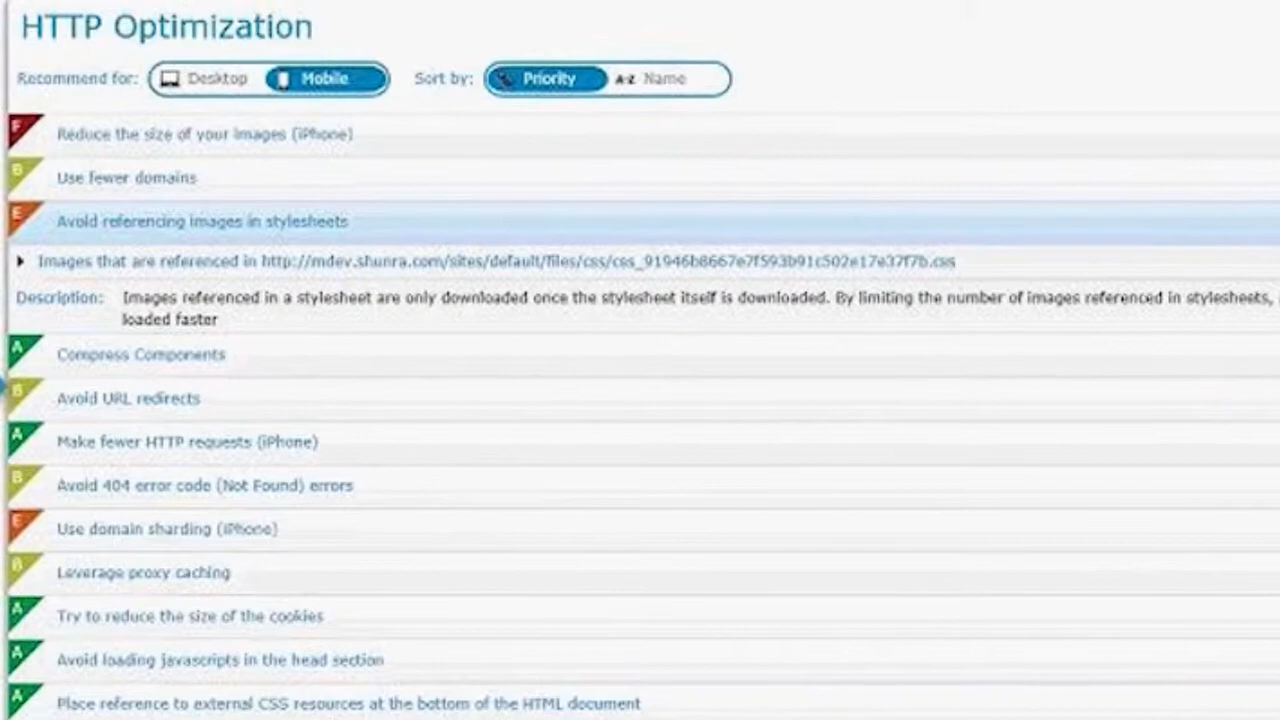 HTTP Optimization
Recommend for: Desktop Mobile Sort by: Priority A-Z Name
F Reduce the size of your images (iPhone)
B Use fewer domains
E Avoid referencing images in stylesheets
Images that are referenced in http://mdev.shunra.com/sites/default/files/css/css_91946b8667e7f593b91c502e17e37f7b.css
Description: Images referenced in a stylesheet are only downloaded once the stylesheet itself is downloaded. By limiting the number of images referenced in stylesheets,
loaded faster
A Compress Components
B Avoid URL redirects
A Make fewer HTTP requests (iPhone)
B Avoid 404 error code (Not Found) errors
E Use domain sharding (iPhone)
B Leverage proxy caching
A Try to reduce the size of the cookies
A Avoid loading javascripts in the head section
A Place reference to external CSS resources at the bottom of the HTML document